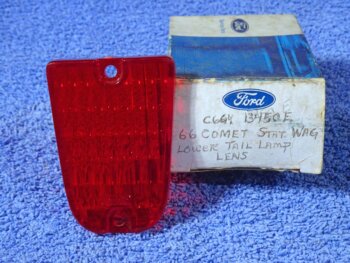 Ford
C6GY 13450E
66 COMET STAT. WAG
LOWER TAIL LAMP
LENS